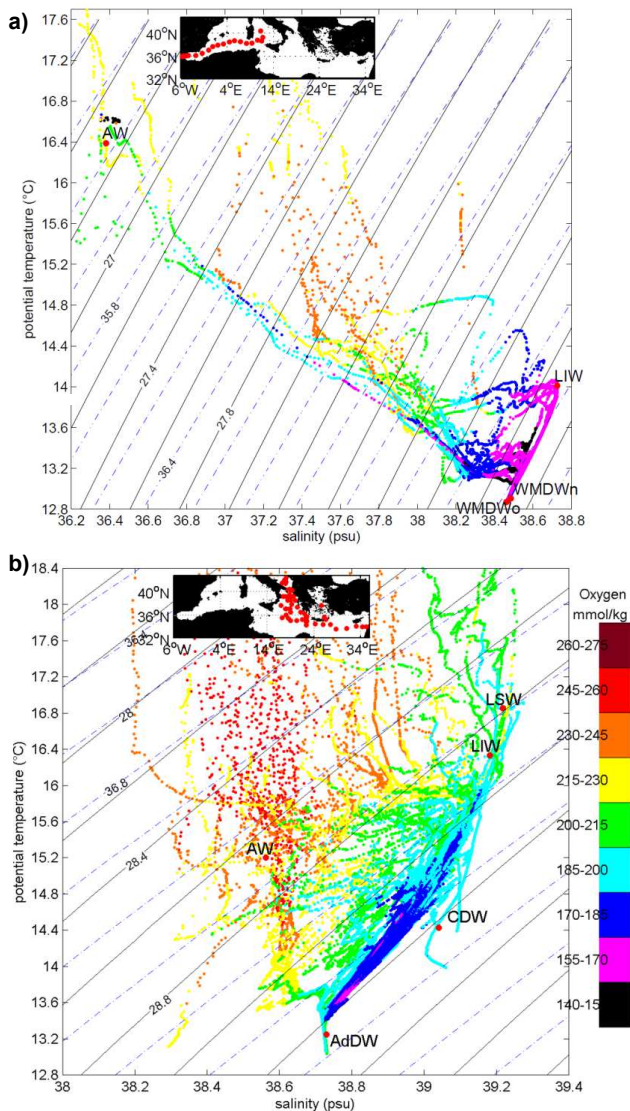 a)
17.6
17.2
16.8
16.4
16
15.6
15.2
14.8
14.4
14
13.6
13.2
12.8
potential temperature (°C)
40°N
36°N
32°N
6°W 4°E 14°E 24°E 34°E
AW
27
35.8
27.4
27.8
36.4
LIW
WMDWn
WMDWo
36.2 36.4 36.6 36.8 37 37.2 37.4 37.6 37.8 38 38.2 38.4 38.6 38.8
salinity (psu)
b)
18.4
18
17.6
17.2
16.8
16.4
16
15.6
15.2
14.8
14.4
14
13.6
13.2
12.8
potential temperature (°C)
40°N
36°N
32°N
6°W 4°E 14°E 24°E 34°E
28
36.8
28.4
28.8
LSW
LIW
AW
CDW
AdDW
38 38.2 38.4 38.6 38.8 39 39.2 39.4
salinity (psu)
Oxygen
mmol/kg
260-275
245-260
230-245
215-230
200-215
185-200
170-185
155-170